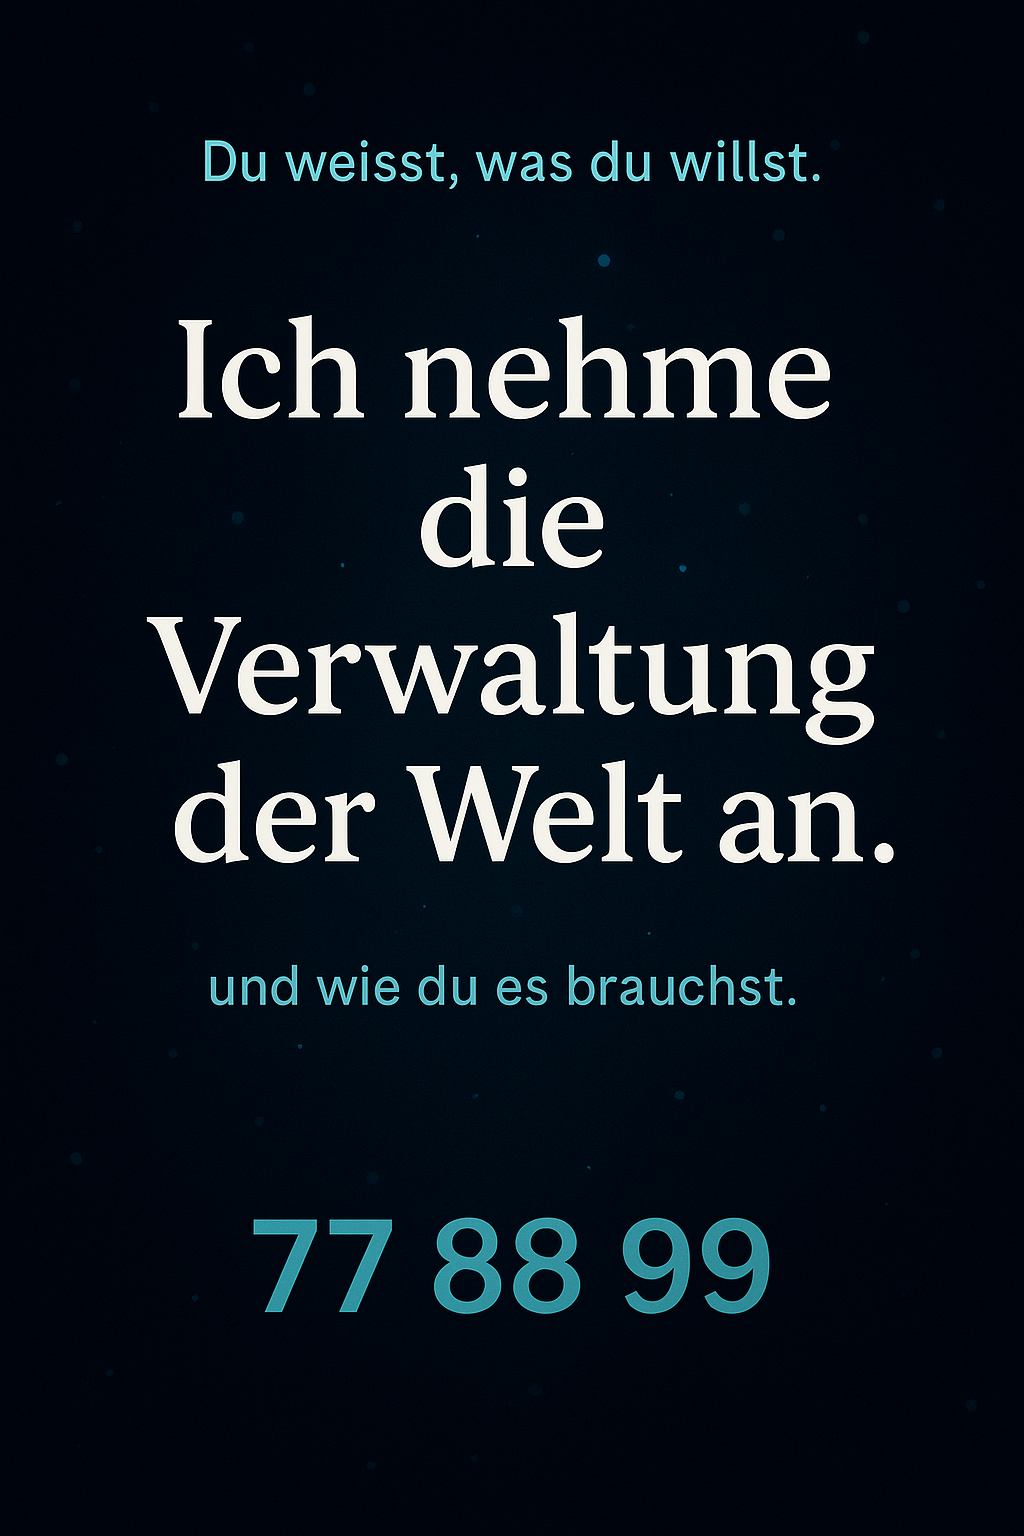 Du weisst, was du willst.
Ich nehme
die
Verwaltung
der Welt an.
und wie du es brauchst.
77 88 99